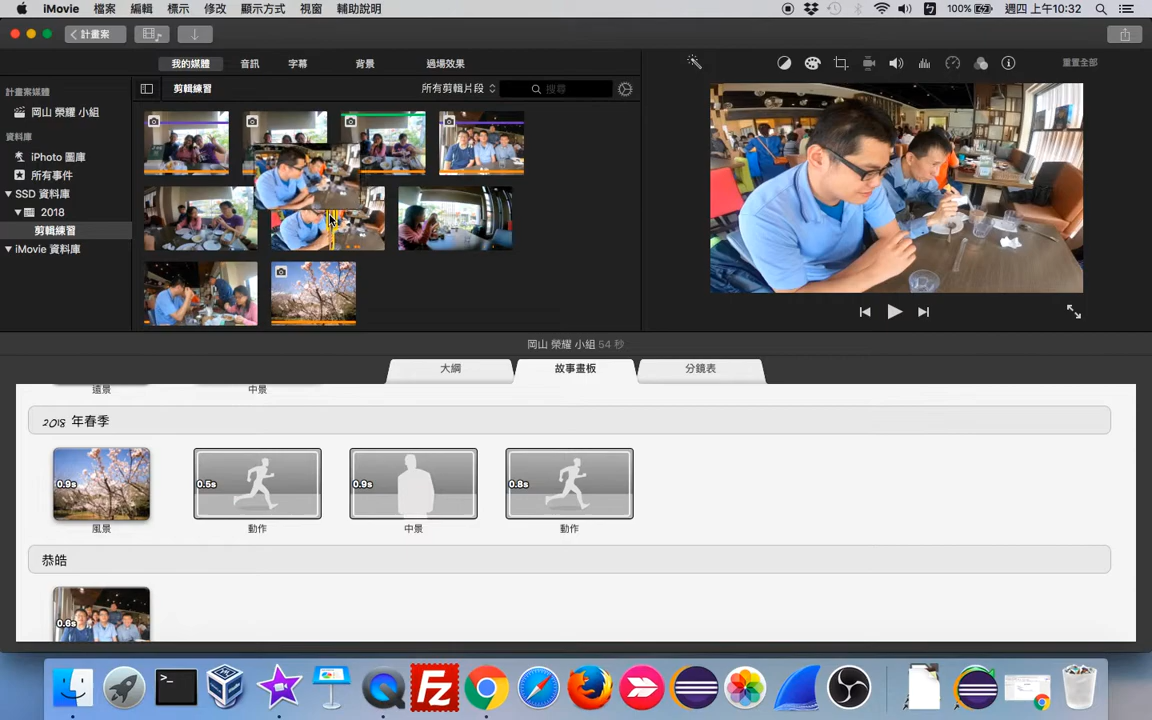 iMovie 檔案 編輯 標示 修改 顯示方式 視窗 輔助說明 100% 週四 上午10:32
計畫案
我的媒體 音訊 字幕 背景 過場效果 重置全部
計畫案媒體 剪輯練習 所有剪輯片段 搜尋
岡山 榮耀 小組
資料庫
iPhoto 圖庫
所有事件
SSD 資料庫
2018
剪輯練習
iMovie 資料庫
岡山 榮耀 小組 54 秒
大綱 故事畫板 分鏡表
遠景 中景
2018 年春季
0.9s 0.5s 0.9s 0.8s
風景 動作 中景 動作
恭皓
0.6s